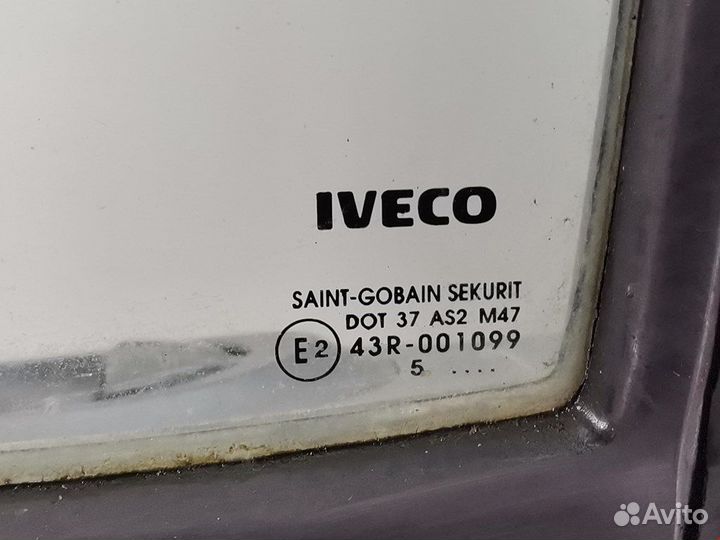 IVECO
SAINT-GOBAIN SEKURIT
DOT 37 AS2 M47
E2 43R-001099
5 ....
Avito